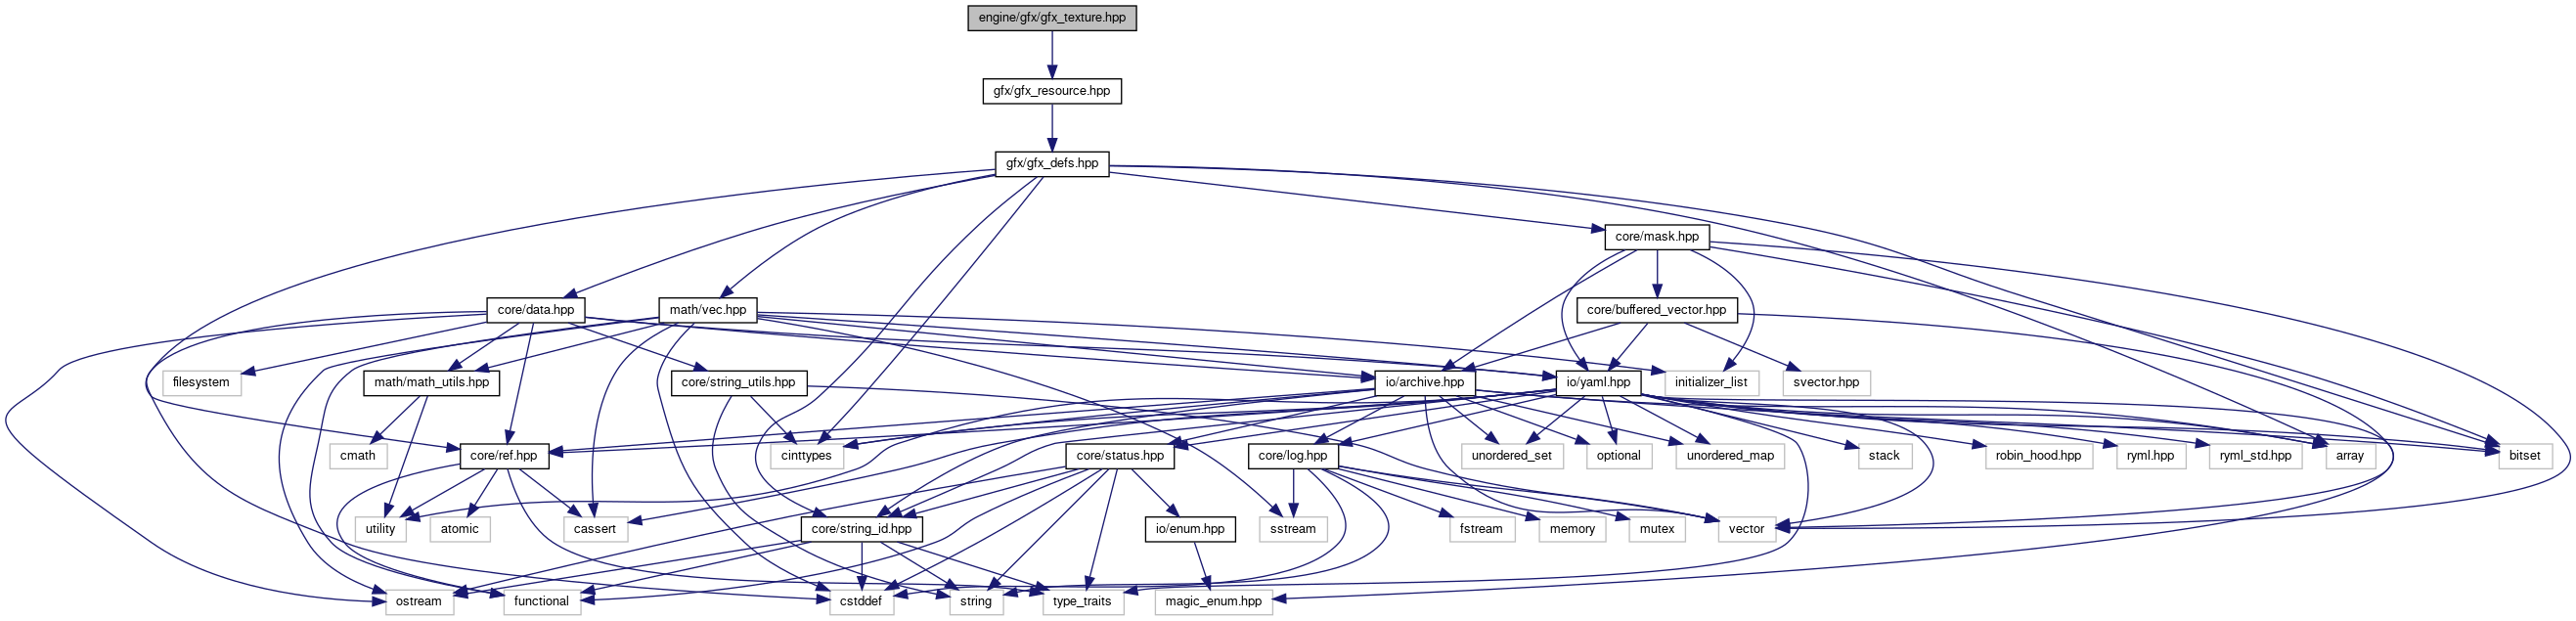 engine/gfx/gfx_texture.hpp
gfx/gfx_resource.hpp
gfx/gfx_defs.hpp
core/mask.hpp
core/data.hpp
math/vec.hpp
core/buffered_vector.hpp
filesystem
math/math_utils.hpp
core/string_utils.hpp
io/archive.hpp
io/yaml.hpp
initializer_list
svector.hpp
cmath
core/ref.hpp
cinttypes
core/status.hpp
core/log.hpp
unordered_set
optional
unordered_map
stack
robin_hood.hpp
ryml.hpp
ryml_std.hpp
array
bitset
utility
atomic
cassert
core/string_id.hpp
io/enum.hpp
sstream
fstream
memory
mutex
vector
ostream
functional
cstddef
string
type_traits
magic_enum.hpp